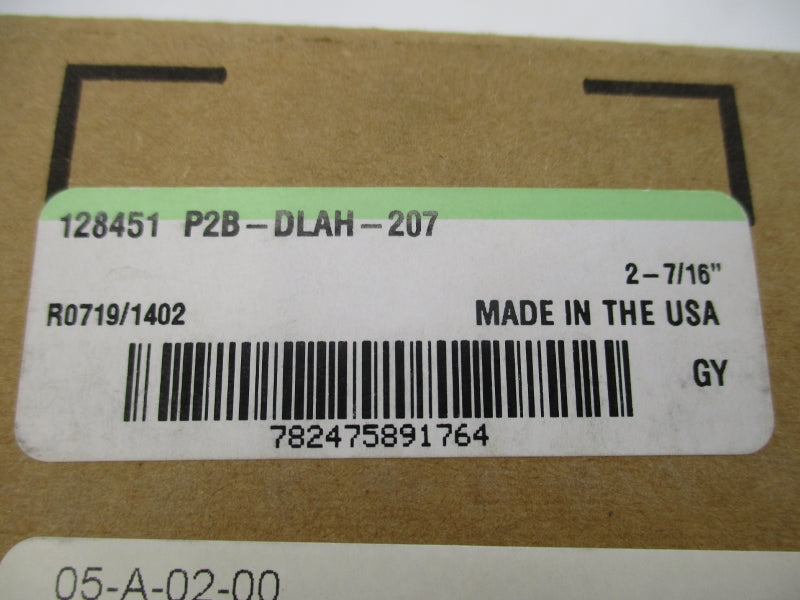 128451 P2B-DLAH-207
2-7/16"
R0719/1402 MADE IN THE USA
GY
782475891764
05-A-02-00